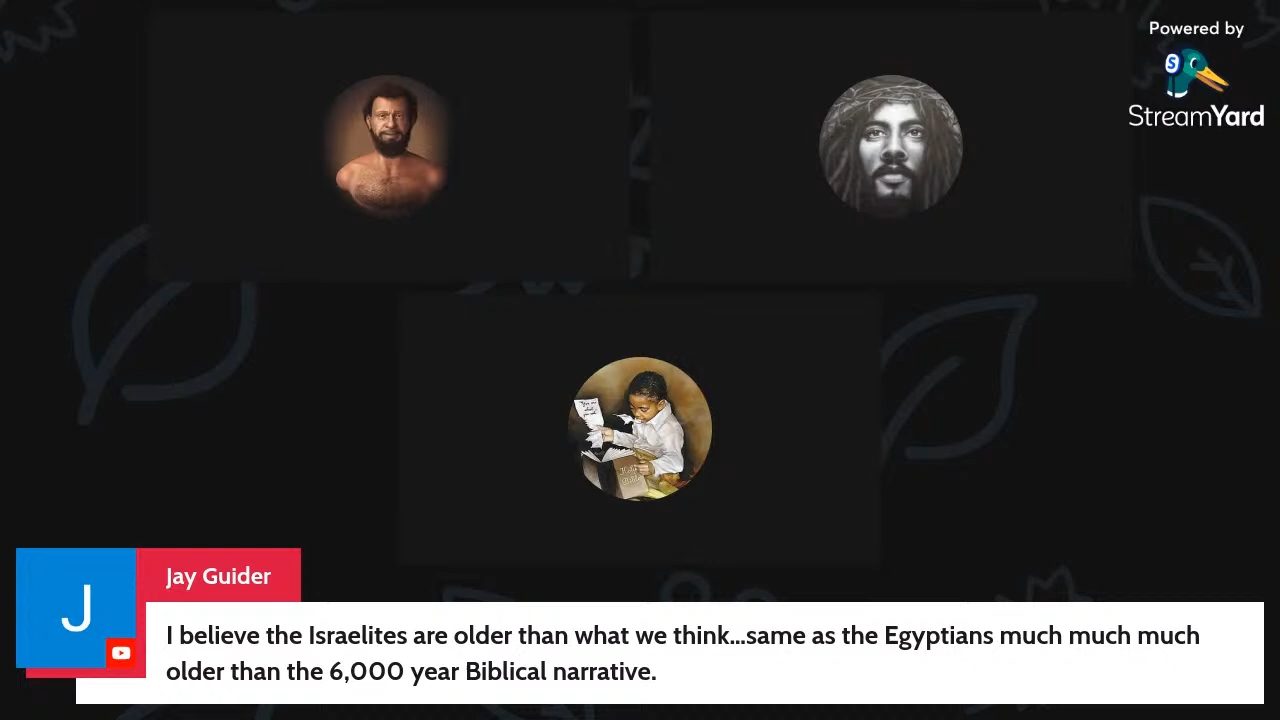 Powered by
StreamYard
Jay Guider
J
I believe the Israelites are older than what we think...same as the Egyptians much much much
older than the 6,000 year Biblical narrative.